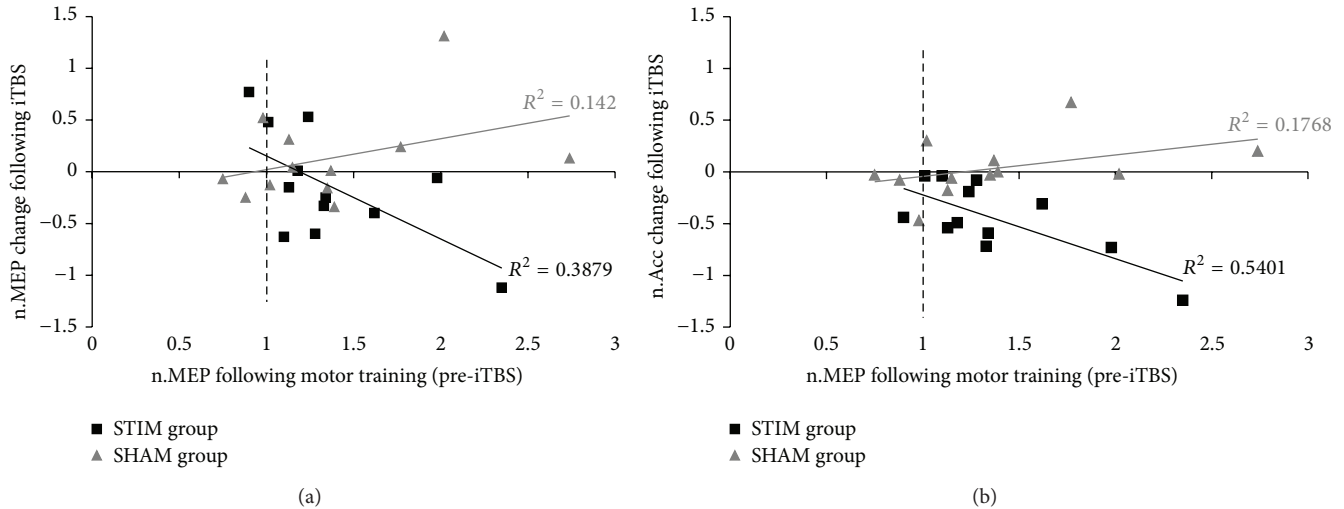 1.5
1
0.5
0
−0.5
−1
−1.5
n.MEP change following iTBS
R² = 0.142
R² = 0.3879
0 0.5 1 1.5 2 2.5 3
n.MEP following motor training (pre-iTBS)
STIM group
SHAM group
(a)
1.5
1
0.5
0
−0.5
−1
−1.5
n.Acc change following iTBS
R² = 0.1768
R² = 0.5401
0 0.5 1 1.5 2 2.5 3
n.MEP following motor training (pre-iTBS)
STIM group
SHAM group
(b)